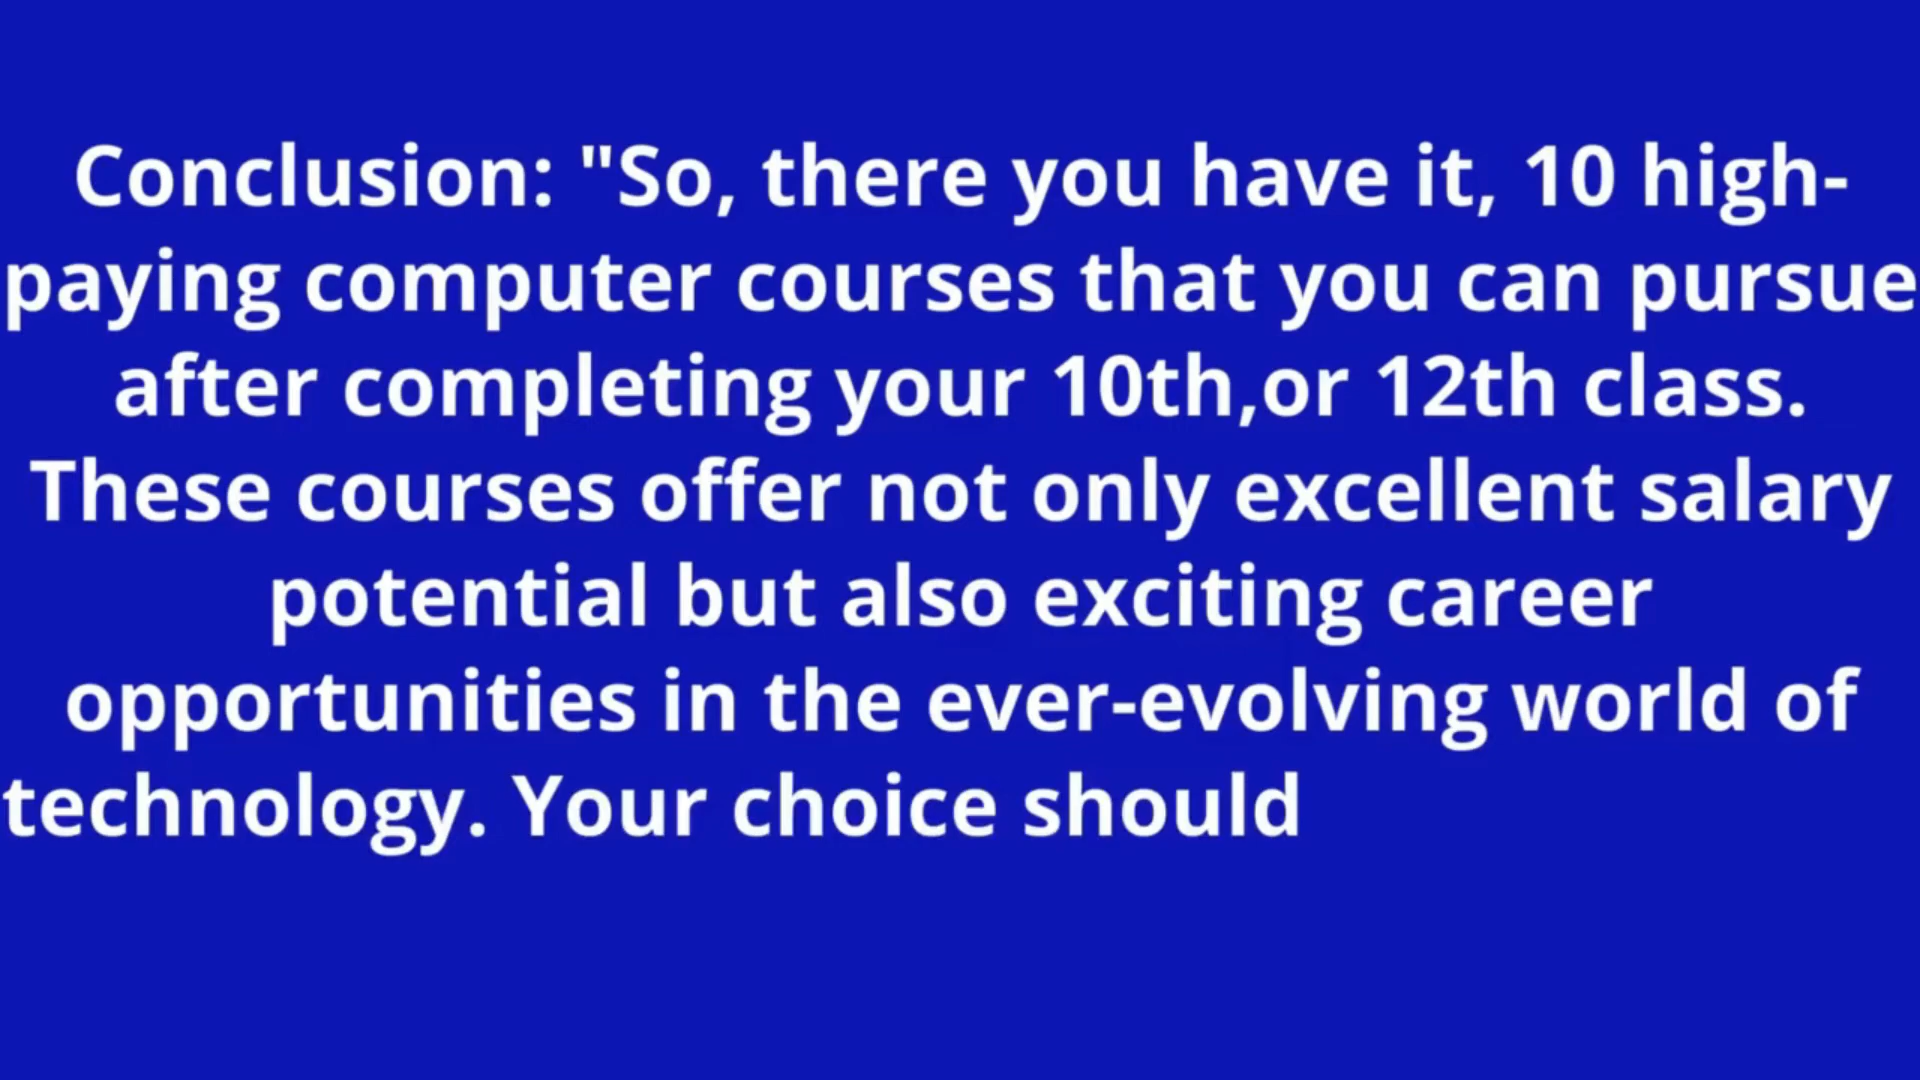 Conclusion: "So, there you have it, 10 high-
paying computer courses that you can pursue
after completing your 10th,or 12th class.
These courses offer not only excellent salary
potential but also exciting career
opportunities in the ever-evolving world of
technology. Your choice should